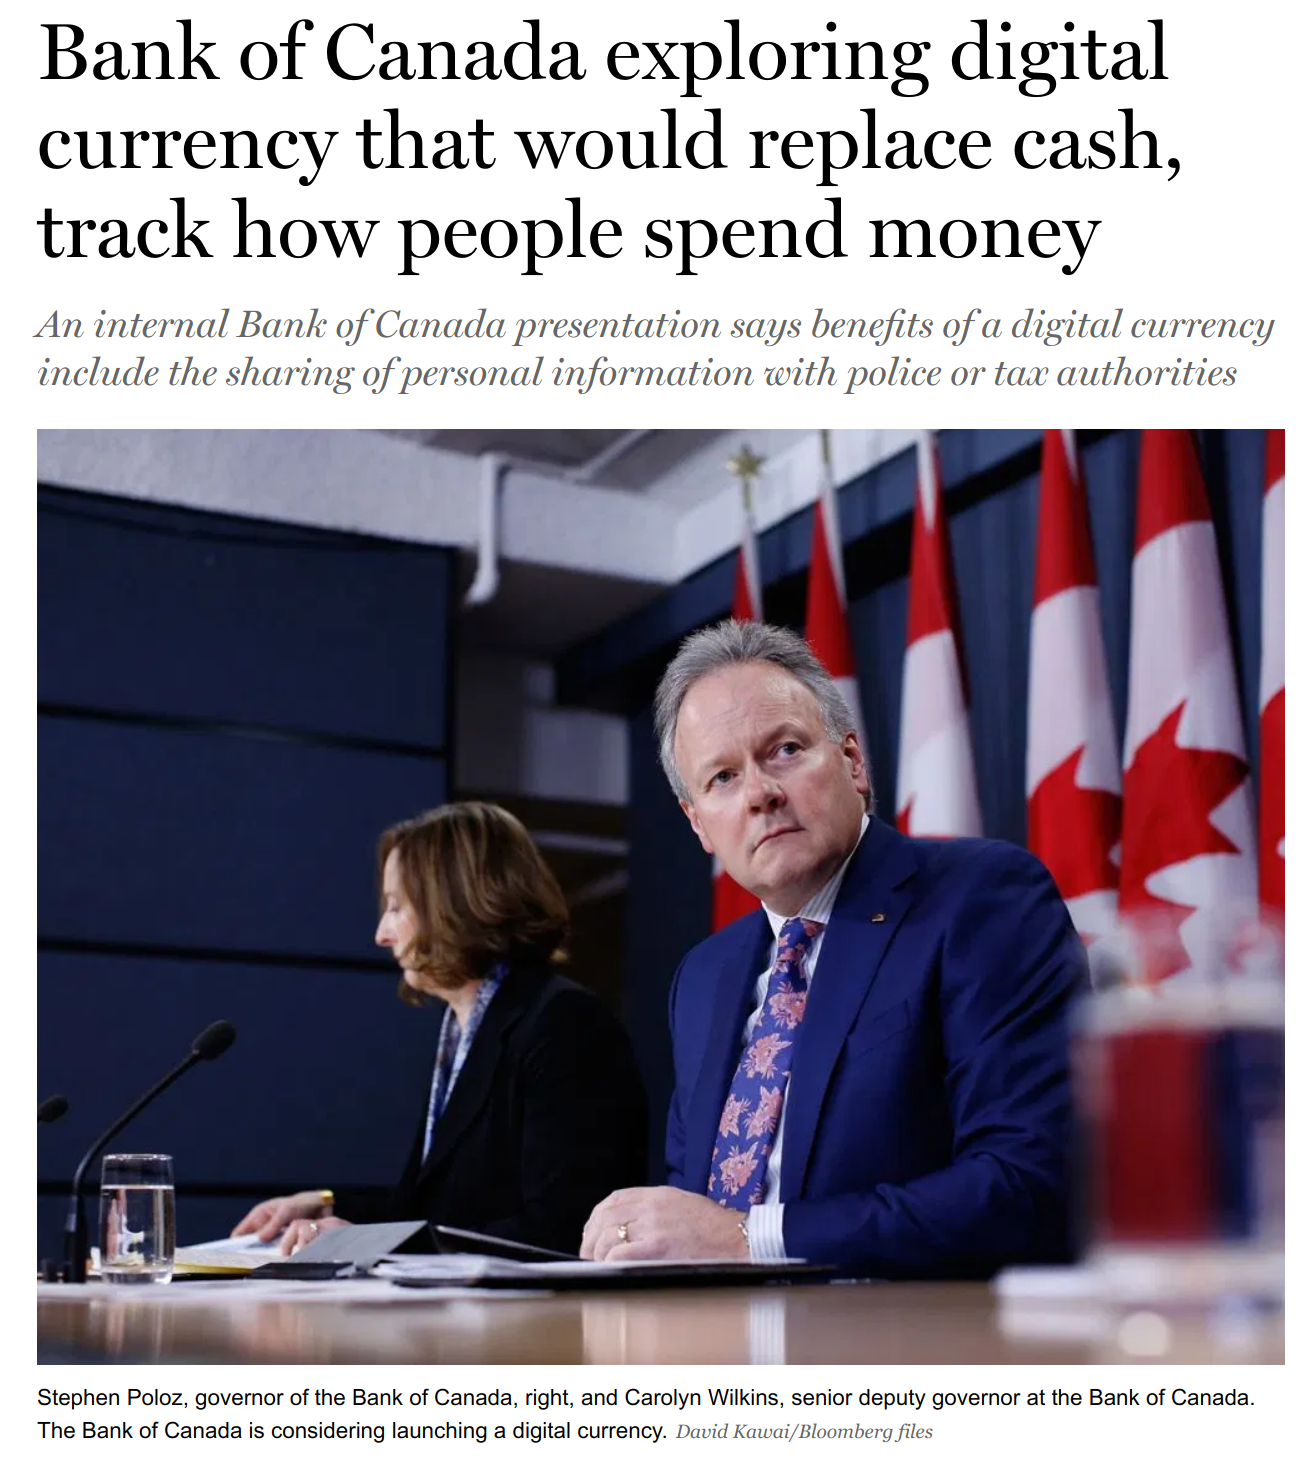 Bank of Canada exploring digital
currency that would replace cash,
track how people spend money
An internal Bank of Canada presentation says benefits of a digital currency
include the sharing of personal information with police or tax authorities
Stephen Poloz, governor of the Bank of Canada, right, and Carolyn Wilkins, senior deputy governor at the Bank of Canada.
The Bank of Canada is considering launching a digital currency. David Kawai/Bloomberg files